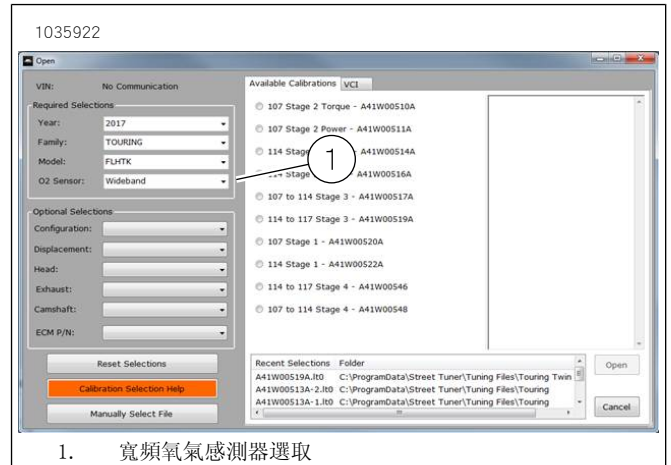 1035922
Open
VIN: No Communication
Required Selections
Year: 2017
Family: TOURING
Model: FLHTK
O2 Sensor: Wideband
Optional Selections
Configuration:
Displacement:
Head:
Exhaust:
Camshaft:
ECM P/N:
Reset Selections
Calibration Selection Help
Manually Select File
Available Calibrations VCI
107 Stage 2 Torque - A41W00510A
107 Stage 2 Power - A41W00511A
114 Stage A41W00514A
114 Stage A41W00516A
107 to 114 Stage 3 - A41W00517A
114 to 117 Stage 3 - A41W00519A
107 Stage 1 - A41W00520A
114 Stage 1 - A41W00522A
114 to 117 Stage 4 - A41W00546
107 to 114 Stage 4 - A41W00548
1
Recent Selections Folder
A41W00519A.lt0 C:\ProgramData\Street Tuner\Tuning Files\Touring Twin
A41W00513A-2.lt0 C:\ProgramData\Street Tuner\Tuning Files\Touring
A41W00513A-1.lt0 C:\ProgramData\Street Tuner\Tuning Files\Touring
Open
Cancel
1. 寬頻氧氣感測器選取